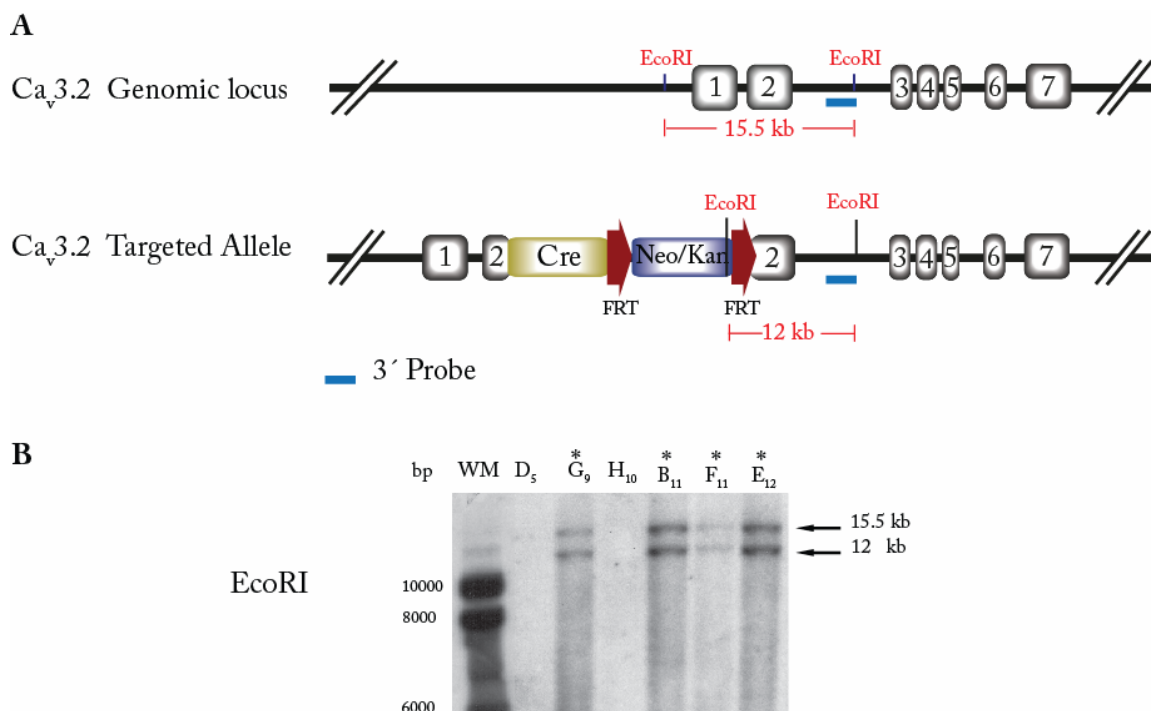 A
EcoRI EcoRI
Ca_v3.2 Genomic locus 1 2 3 4 5 6 7
15.5 kb
EcoRI EcoRI
Ca_v3.2 Targeted Allele 1 2 Cre Neo/Kan 2 3 4 5 6 7
FRT FRT
12 kb
3´ Probe
B
* * * *
bp WM D5 G9 H10 B11 F11 E12
15.5 kb
12 kb
EcoRI
10000
8000
6000